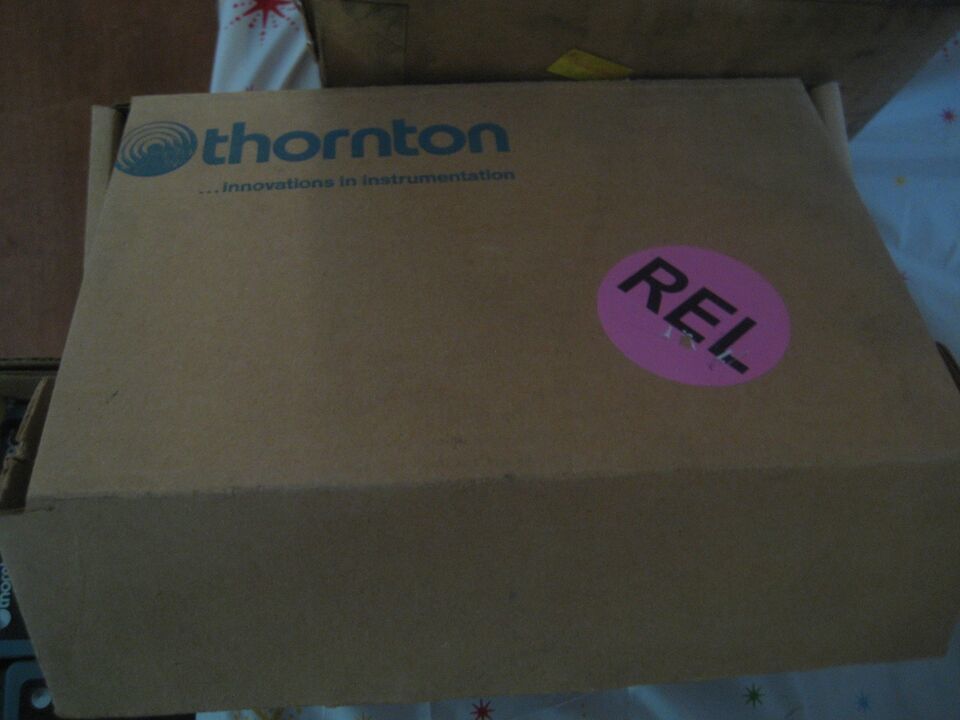 thornton
...innovations in instrumentation
REL